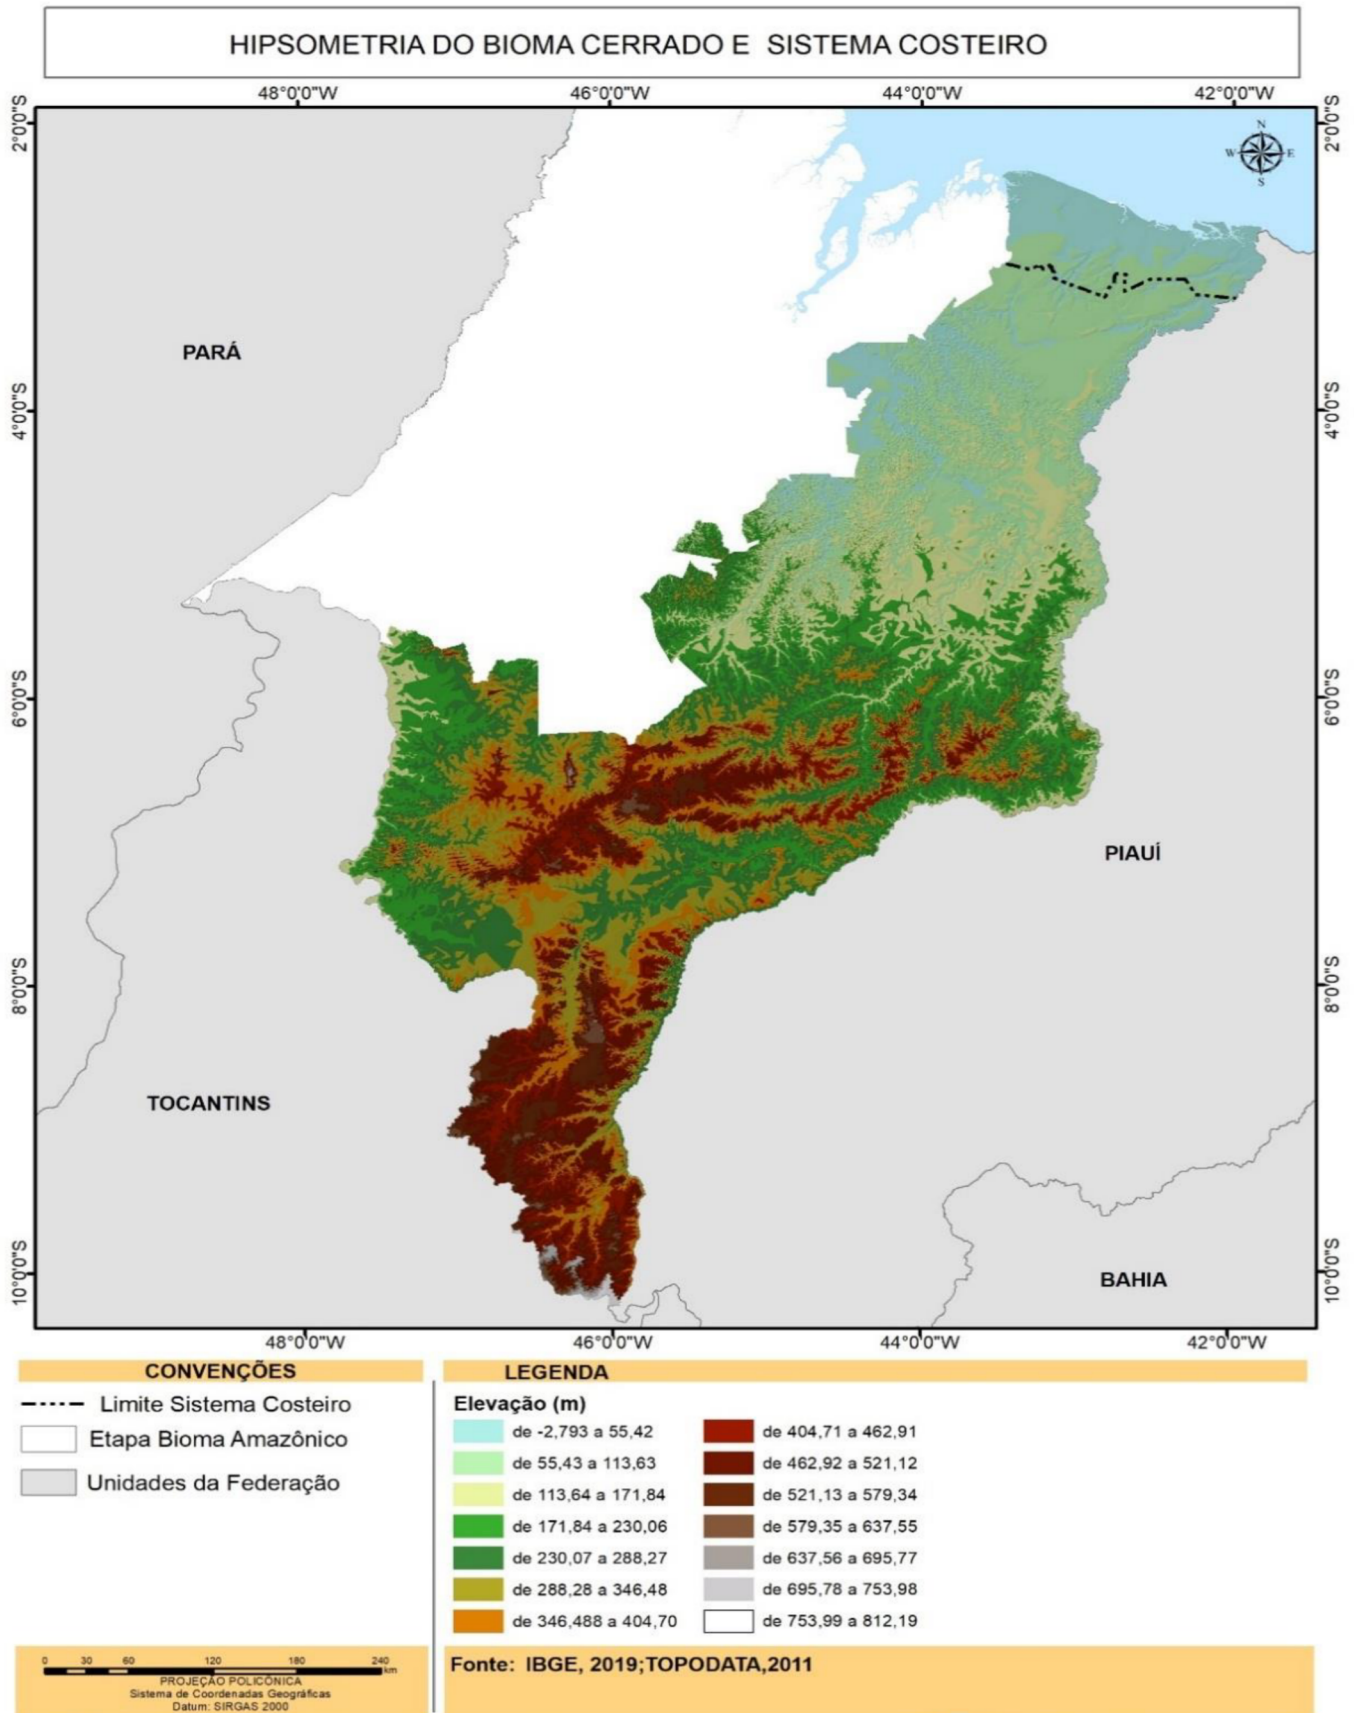 HIPSOMETRIA DO BIOMA CERRADO E SISTEMA COSTEIRO
48°0'0"W 46°0'0"W 44°0'0"W 42°0'0"W
2°0'0"S 2°0'0"S
N
W E
S
PARÁ
4°0'0"S 4°0'0"S
6°0'0"S 6°0'0"S
PIAUÍ
8°0'0"S 8°0'0"S
TOCANTINS
10°0'0"S 10°0'0"S
BAHIA
48°0'0"W 46°0'0"W 44°0'0"W 42°0'0"W
CONVENÇÕES
Limite Sistema Costeiro
Etapa Bioma Amazônico
Unidades da Federação
LEGENDA
Elevação (m)
de -2,793 a 55,42
de 55,43 a 113,63
de 113,64 a 171,84
de 171,84 a 230,06
de 230,07 a 288,27
de 288,28 a 346,48
de 346,488 a 404,70
de 404,71 a 462,91
de 462,92 a 521,12
de 521,13 a 579,34
de 579,35 a 637,55
de 637,56 a 695,77
de 695,78 a 753,98
de 753,99 a 812,19
0 30 60 120 180 240
km
PROJEÇÃO POLICÔNICA
Sistema de Coordenadas Geográficas
Datum: SIRGAS 2000
Fonte: IBGE, 2019;TOPODATA,2011